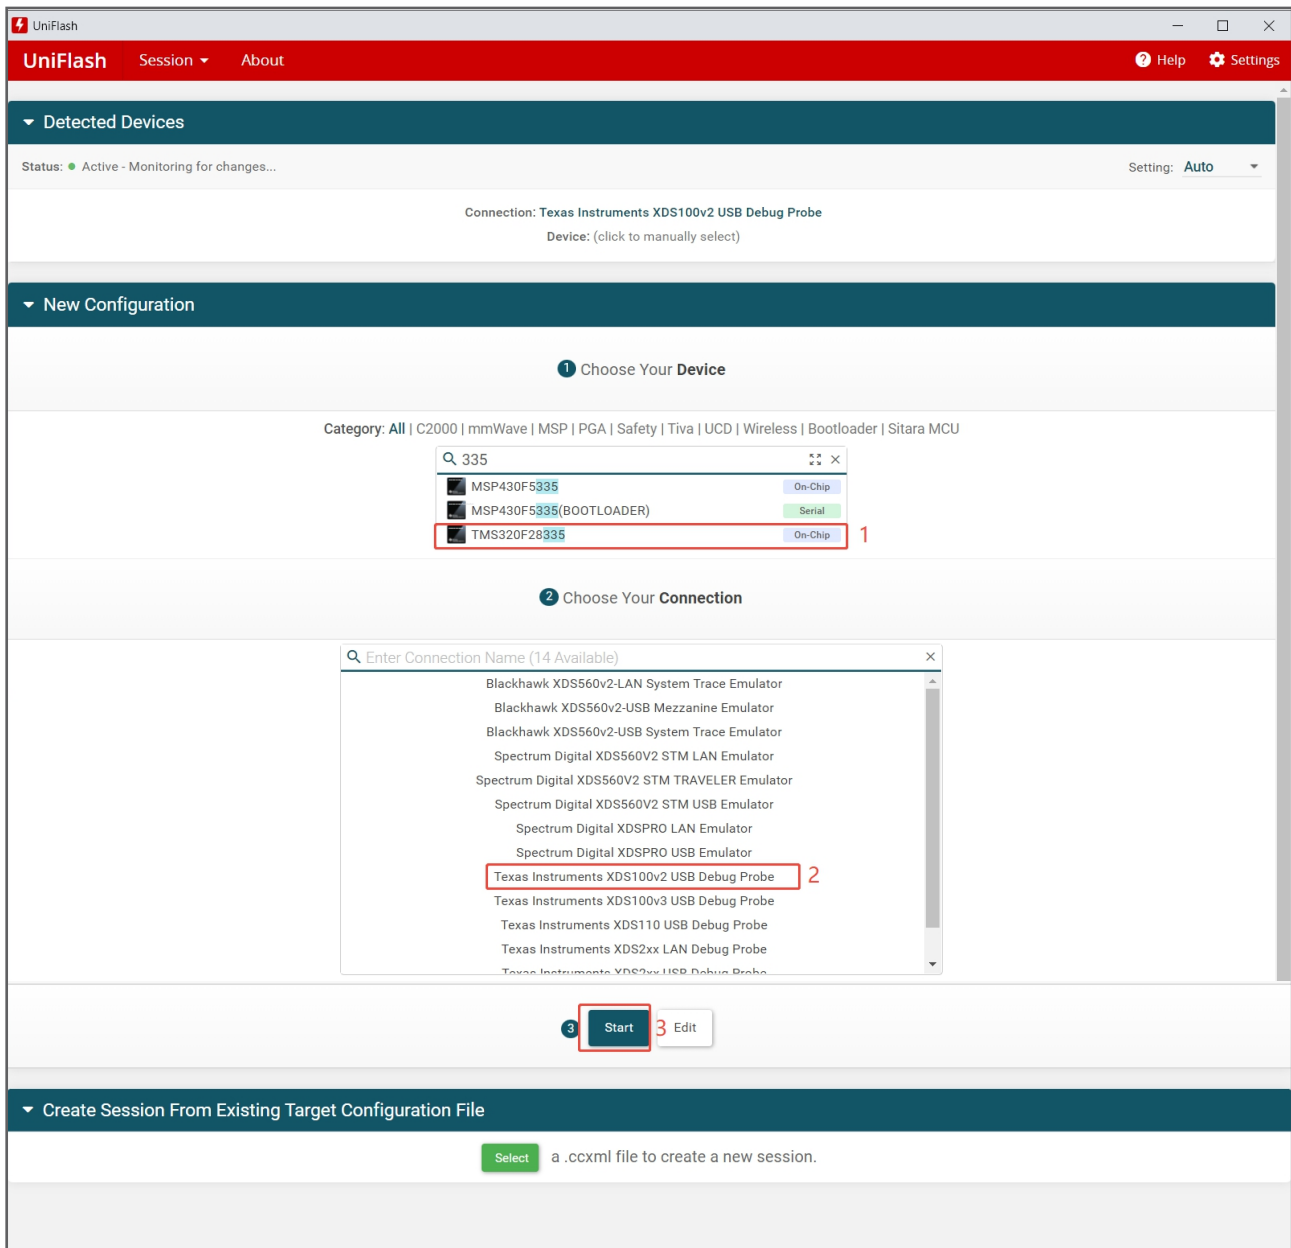 UniFlash
UniFlash Session About Help Settings
Detected Devices
Status: Active - Monitoring for changes... Setting: Auto
Connection: Texas Instruments XDS100v2 USB Debug Probe
Device: (click to manually select)
New Configuration
1 Choose Your Device
Category: All | C2000 | mmWave | MSP | PGA | Safety | Tiva | UCD | Wireless | Bootloader | Sitara MCU
335
MSP430F5335 On-Chip
MSP430F5335(BOOTLOADER) Serial
TMS320F28335 On-Chip 1
2 Choose Your Connection
Enter Connection Name (14 Available)
Blackhawk XDS560v2-LAN System Trace Emulator
Blackhawk XDS560v2-USB Mezzanine Emulator
Blackhawk XDS560v2-USB System Trace Emulator
Spectrum Digital XDS560V2 STM LAN Emulator
Spectrum Digital XDS560V2 STM TRAVELER Emulator
Spectrum Digital XDS560V2 STM USB Emulator
Spectrum Digital XDSPRO LAN Emulator
Spectrum Digital XDSPRO USB Emulator
Texas Instruments XDS100v2 USB Debug Probe 2
Texas Instruments XDS100v3 USB Debug Probe
Texas Instruments XDS110 USB Debug Probe
Texas Instruments XDS2xx LAN Debug Probe
Texas Instruments XDS2xx USB Debug Probe
3 Start 3 Edit
Create Session From Existing Target Configuration File
Select a .ccxml file to create a new session.